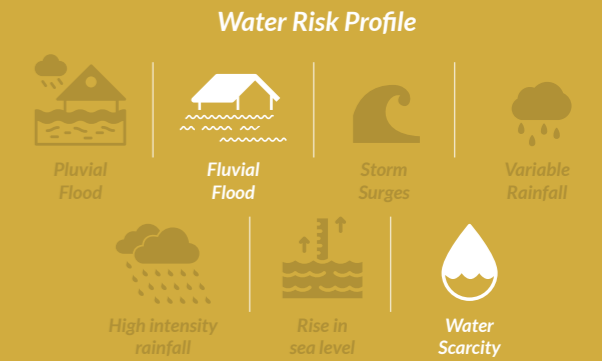 Water Risk Profile
Pluvial
Flood
Fluvial
Flood
Storm
Surges
Variable
Rainfall
High intensity
rainfall
Rise in
sea level
Water
Scarcity